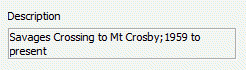 Description
Savages Crossing to Mt Crosby;1959 to
present